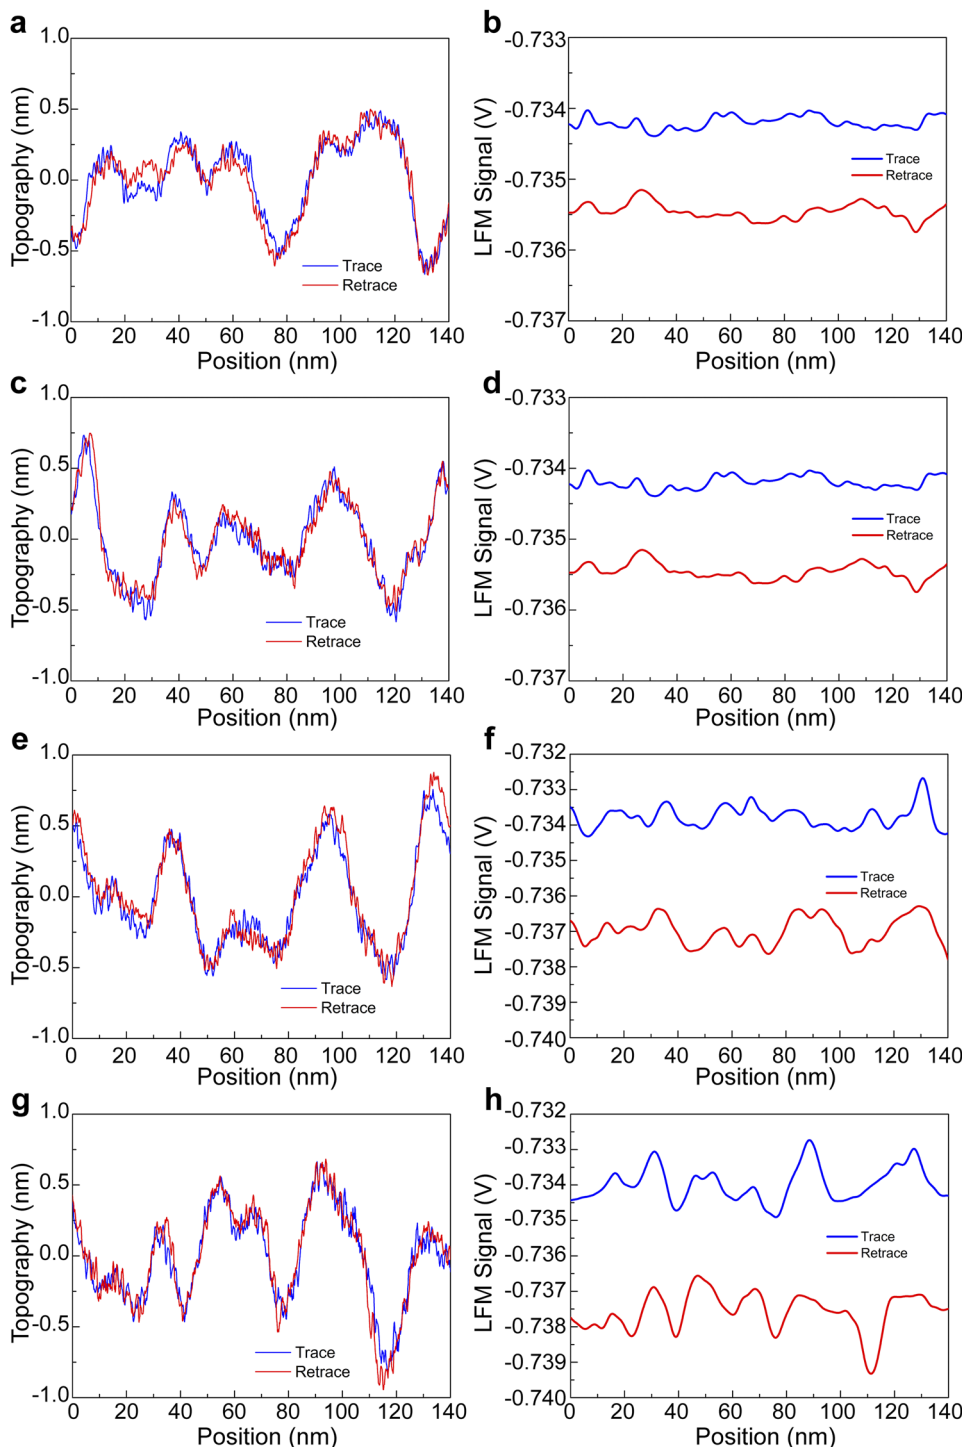 a
1.0
0.5
0.0
-0.5
-1.0
Topography (nm)
Trace
Retrace
0 20 40 60 80 100 120 140
Position (nm)
b
-0.733
-0.734
-0.735
-0.736
-0.737
LFM Signal (V)
Trace
Retrace
0 20 40 60 80 100 120 140
Position (nm)
c
1.0
0.5
0.0
-0.5
-1.0
Topography (nm)
Trace
Retrace
0 20 40 60 80 100 120 140
Position (nm)
d
-0.733
-0.734
-0.735
-0.736
-0.737
LFM Signal (V)
Trace
Retrace
0 20 40 60 80 100 120 140
Position (nm)
e
1.0
0.5
0.0
-0.5
-1.0
Topography (nm)
Trace
Retrace
0 20 40 60 80 100 120 140
Position (nm)
f
-0.732
-0.733
-0.734
-0.735
-0.736
-0.737
-0.738
-0.739
-0.740
LFM Signal (V)
Trace
Retrace
0 20 40 60 80 100 120 140
Position (nm)
g
1.0
0.5
0.0
-0.5
-1.0
Topography (nm)
Trace
Retrace
0 20 40 60 80 100 120 140
Position (nm)
h
-0.732
-0.733
-0.734
-0.735
-0.736
-0.737
-0.738
-0.739
-0.740
LFM Signal (V)
Trace
Retrace
0 20 40 60 80 100 120 140
Position (nm)